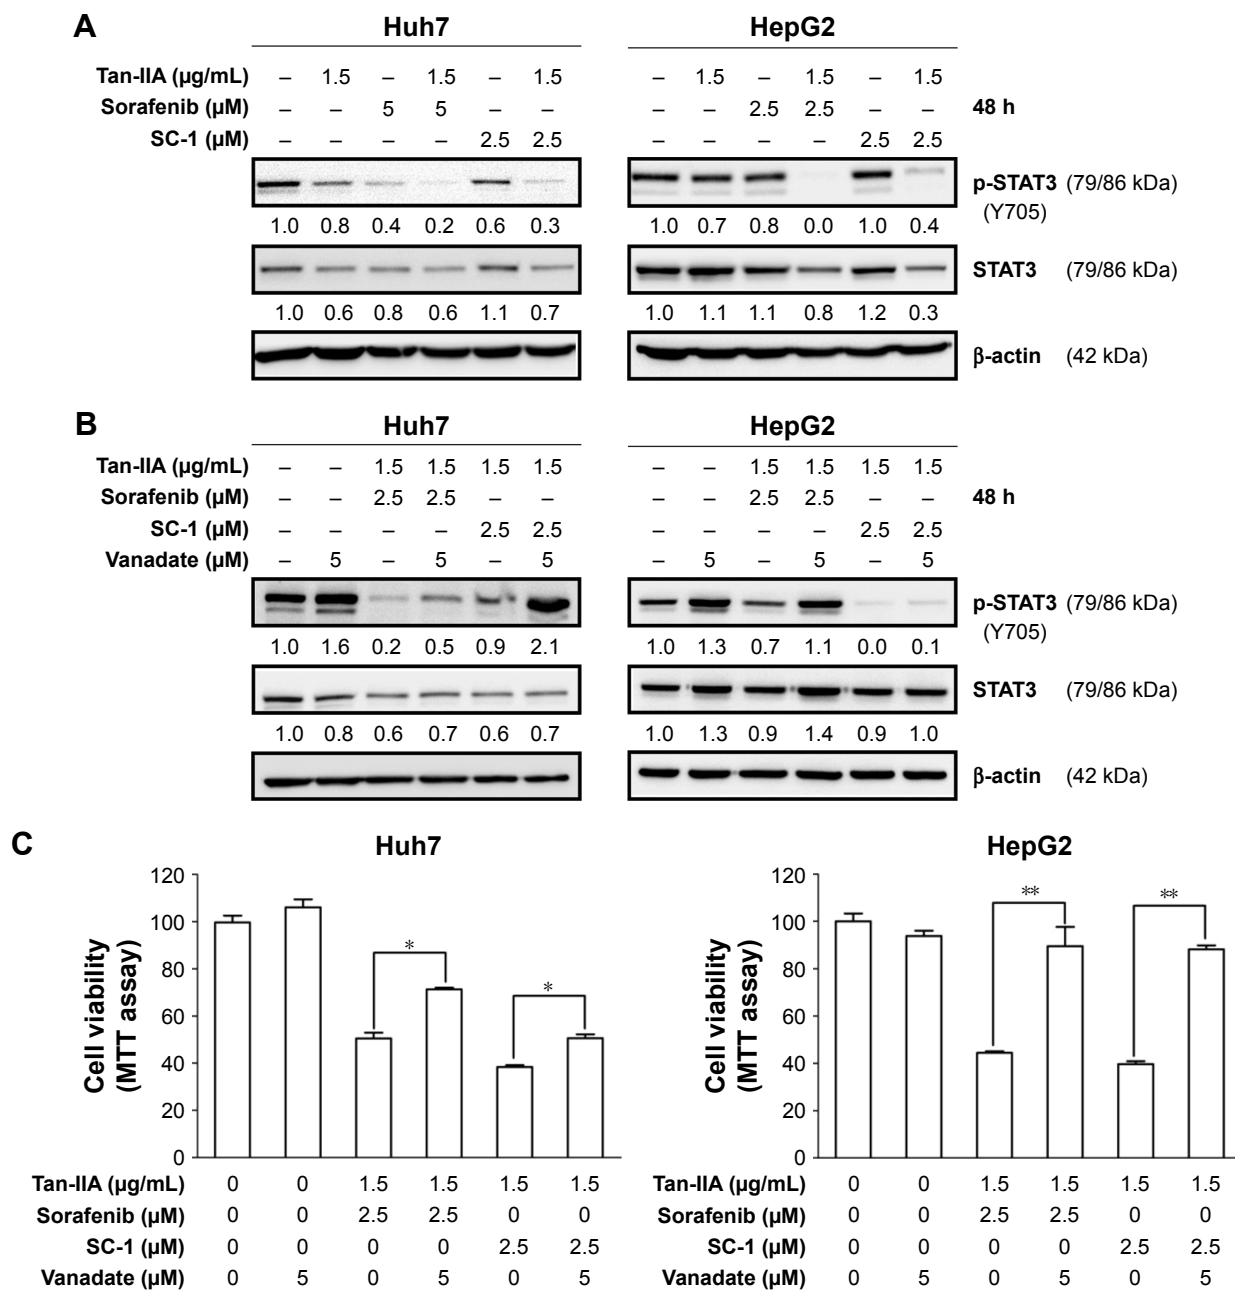 A
Huh7 HepG2
Tan-IIA (µg/mL) – 1.5 – 1.5 – 1.5 – 1.5 – 1.5 – 1.5
Sorafenib (µM) – – 5 5 – – – – 2.5 2.5 – – 48 h
SC-1 (µM) – – – – 2.5 2.5 – – – – 2.5 2.5
p-STAT3 (79/86 kDa)
(Y705)
1.0 0.8 0.4 0.2 0.6 0.3 1.0 0.7 0.8 0.0 1.0 0.4
STAT3 (79/86 kDa)
1.0 0.6 0.8 0.6 1.1 0.7 1.0 1.1 1.1 0.8 1.2 0.3
β-actin (42 kDa)
B
Huh7 HepG2
Tan-IIA (µg/mL) – – 1.5 1.5 1.5 1.5 – – 1.5 1.5 1.5 1.5
Sorafenib (µM) – – 2.5 2.5 – – – – 2.5 2.5 – – 48 h
SC-1 (µM) – – – – 2.5 2.5 – – – – 2.5 2.5
Vanadate (µM) – 5 – 5 – 5 – 5 – 5 – 5
p-STAT3 (79/86 kDa)
(Y705)
1.0 1.6 0.2 0.5 0.9 2.1 1.0 1.3 0.7 1.1 0.0 0.1
STAT3 (79/86 kDa)
1.0 0.8 0.6 0.7 0.6 0.7 1.0 1.3 0.9 1.4 0.9 1.0
β-actin (42 kDa)
C
Huh7
Cell viability
(MTT assay)
120
100
80
60
40
20
0
*
*
Tan-IIA (µg/mL) 0 0 1.5 1.5 1.5 1.5
Sorafenib (µM) 0 0 2.5 2.5 0 0
SC-1 (µM) 0 0 0 0 2.5 2.5
Vanadate (µM) 0 5 0 5 0 5
HepG2
Cell viability
(MTT assay)
120
100
80
60
40
20
0
**
**
Tan-IIA (µg/mL) 0 0 1.5 1.5 1.5 1.5
Sorafenib (µM) 0 0 2.5 2.5 0 0
SC-1 (µM) 0 0 0 0 2.5 2.5
Vanadate (µM) 0 5 0 5 0 5